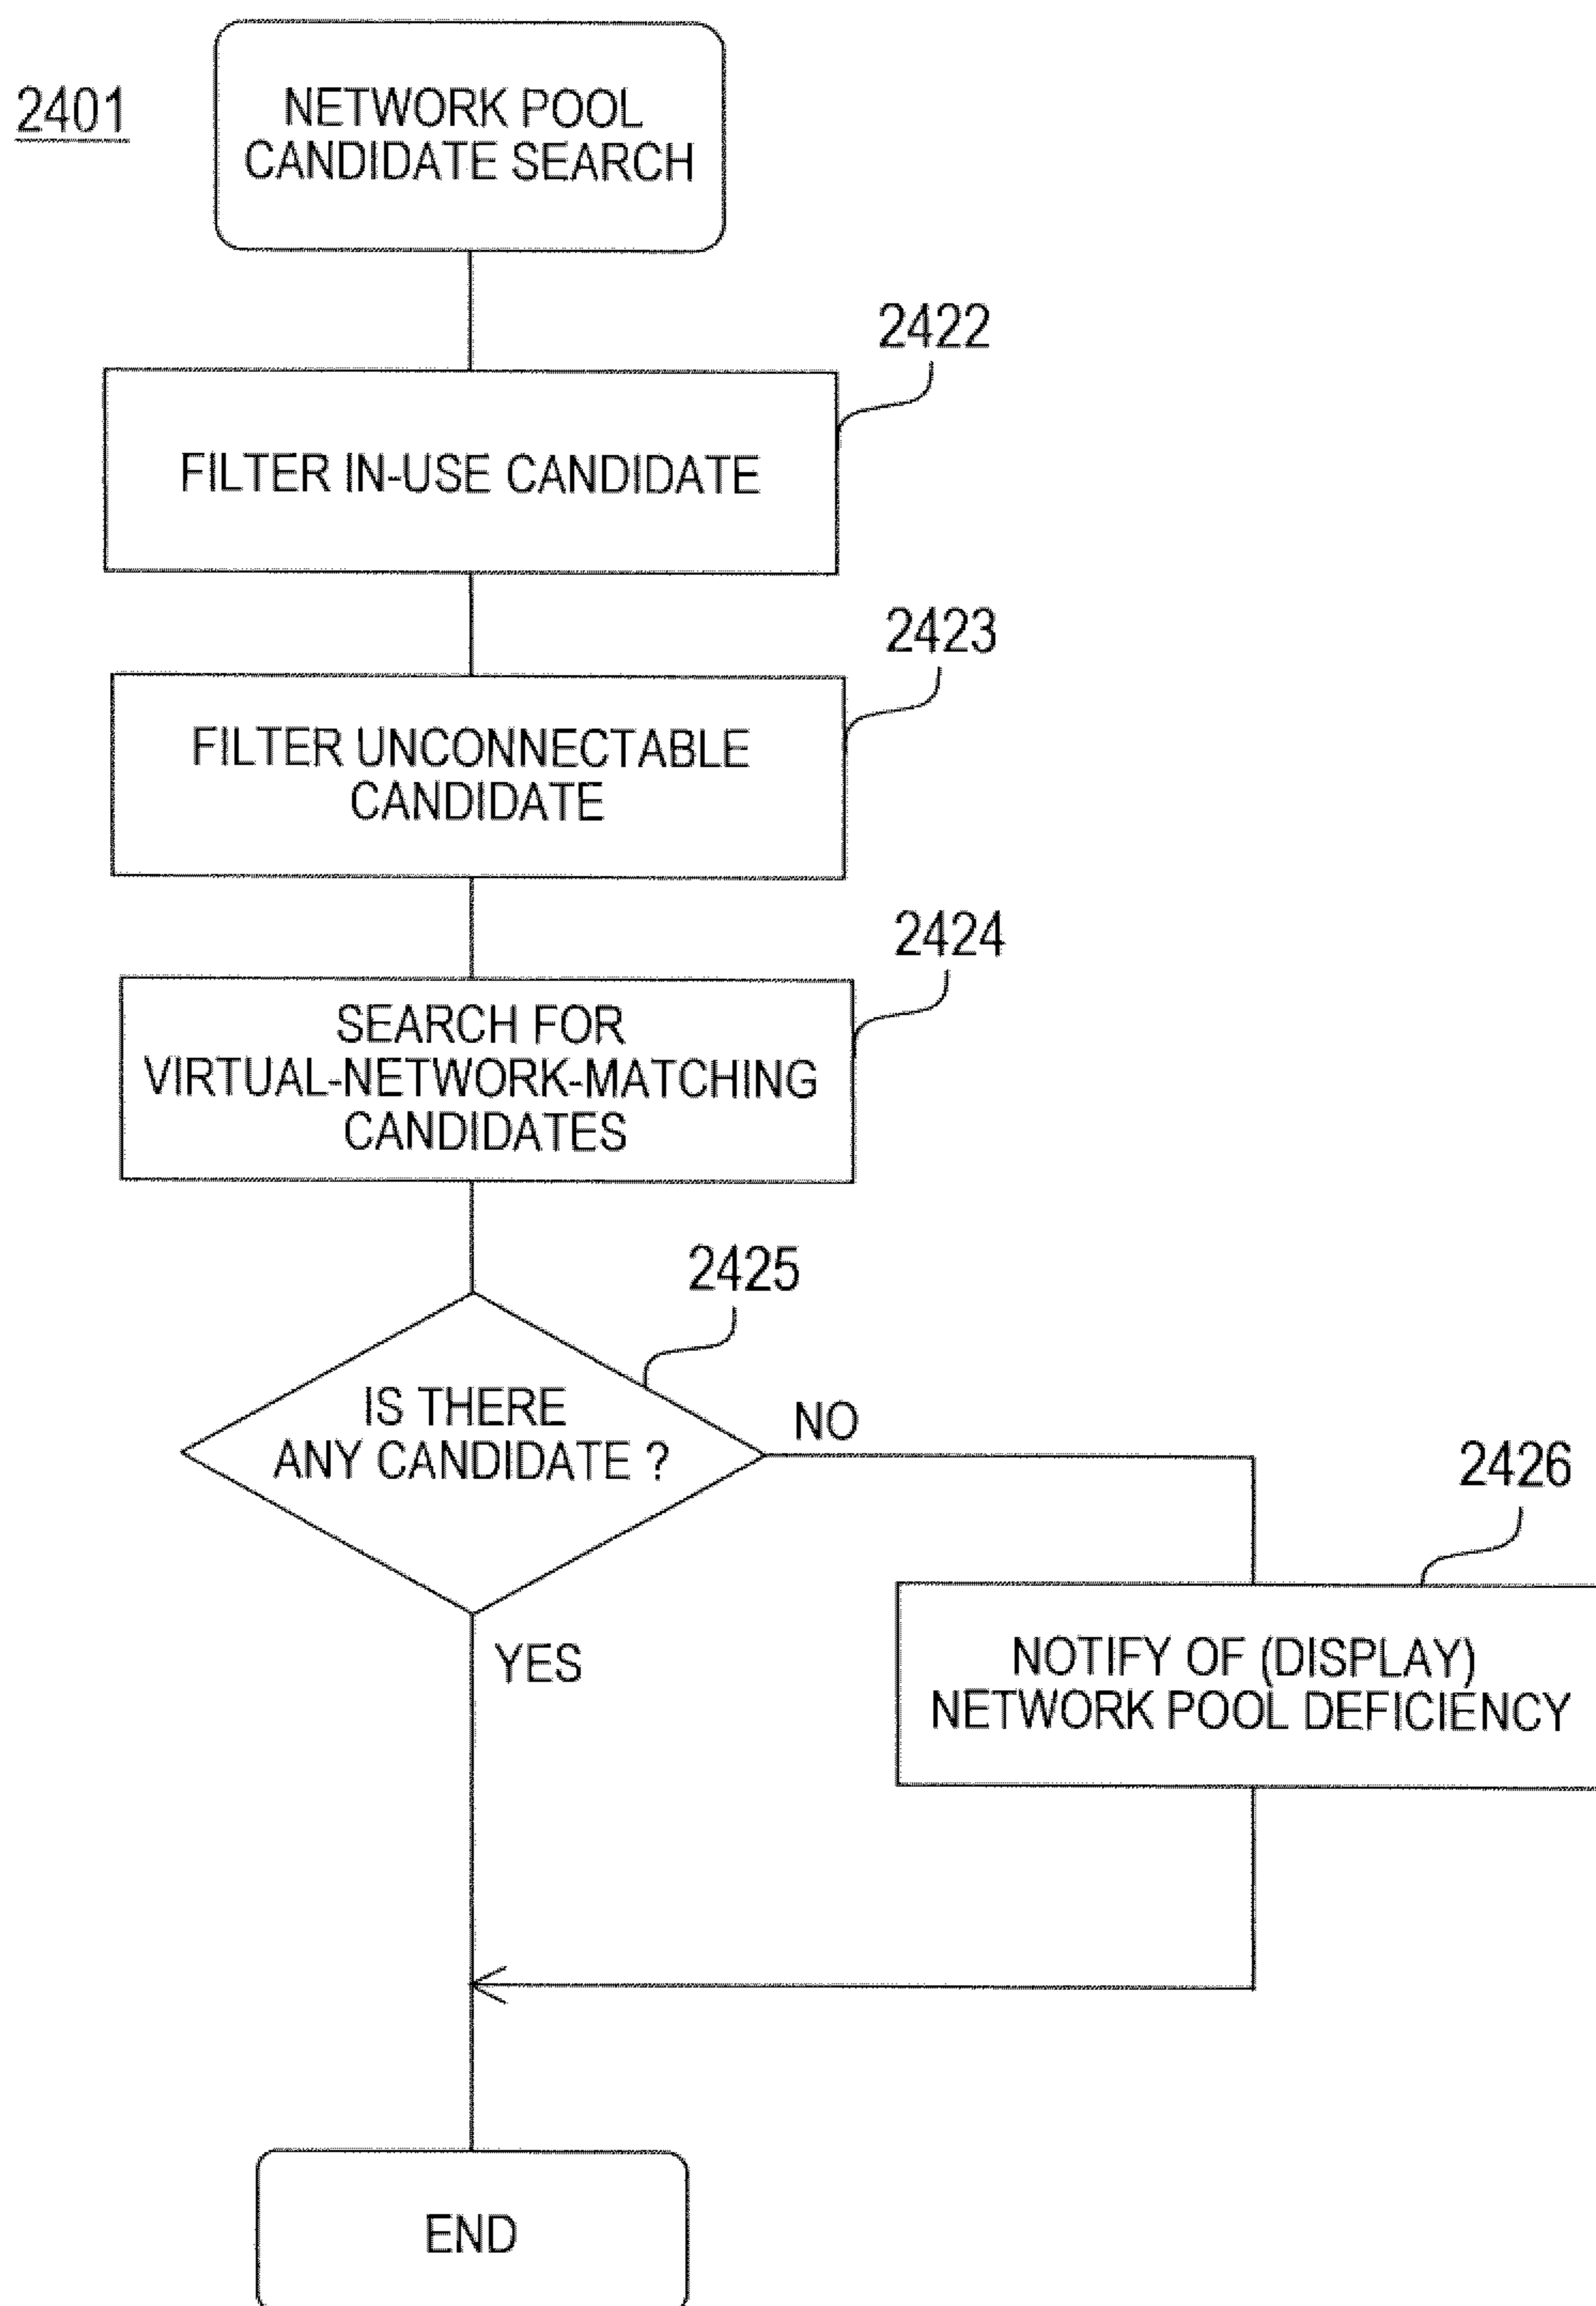 2401
NETWORK POOL
CANDIDATE SEARCH
2422
FILTER IN-USE CANDIDATE
2423
FILTER UNCONNECTABLE
CANDIDATE
2424
SEARCH FOR
VIRTUAL-NETWORK-MATCHING
CANDIDATES
2425
IS THERE
ANY CANDIDATE ?
NO
2426
YES
NOTIFY OF (DISPLAY)
NETWORK POOL DEFICIENCY
END